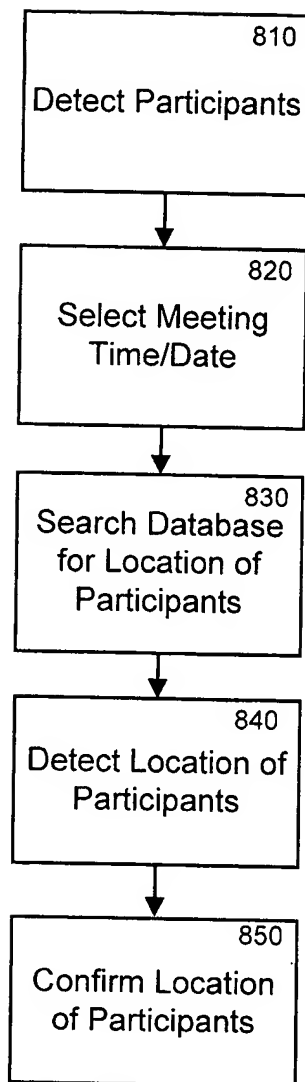 810
Detect Participants
820
Select Meeting
Time/Date
830
Search Database
for Location of
Participants
840
Detect Location of
Participants
850
Confirm Location
of Participants